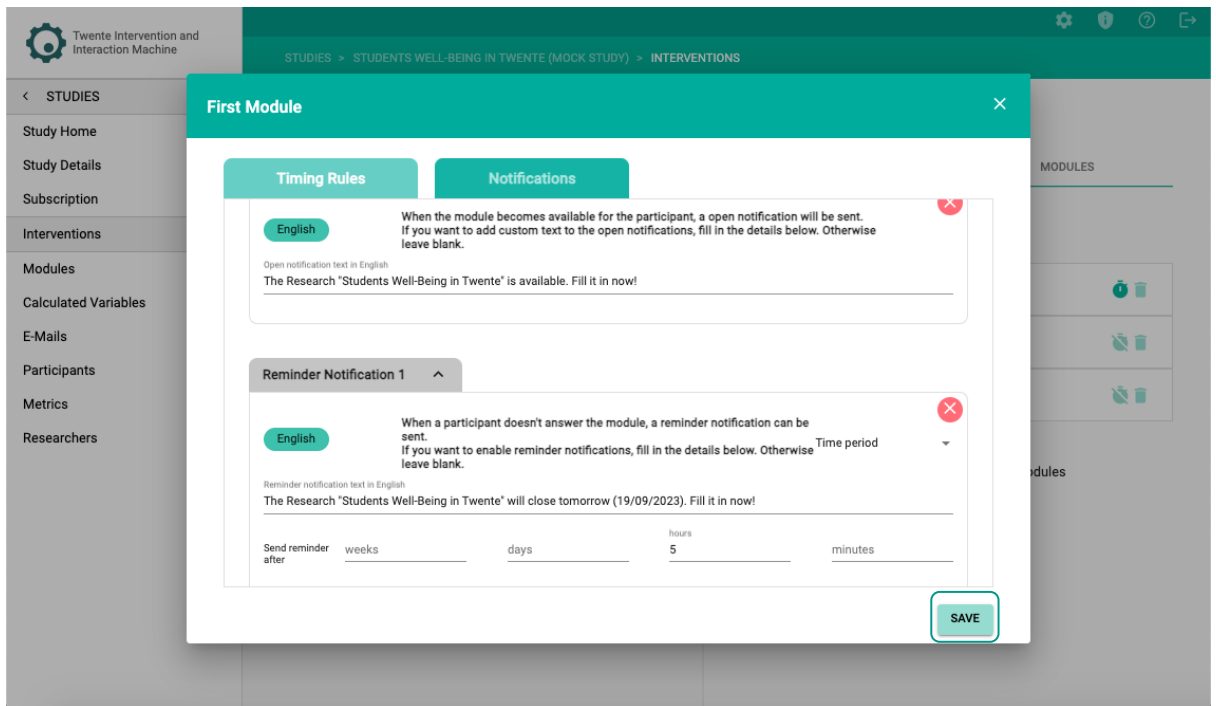 Twente Intervention and
Interaction Machine
STUDIES > STUDENTS WELL-BEING IN TWENTE (MOCK STUDY) > INTERVENTIONS
< STUDIES
Study Home
Study Details
Subscription
Interventions
Modules
Calculated Variables
E-Mails
Participants
Metrics
Researchers
First Module
Timing Rules
Notifications
MODULES
English
When the module becomes available for the participant, a open notification will be sent.
If you want to add custom text to the open notifications, fill in the details below. Otherwise
leave blank.
Open notification text in English
The Research "Students Well-Being in Twente" is available. Fill it in now!
Reminder Notification 1
English
When a participant doesn't answer the module, a reminder notification can be
sent.
If you want to enable reminder notifications, fill in the details below. Otherwise
leave blank.
Time period
Reminder notification text in English
The Research "Students Well-Being in Twente" will close tomorrow (19/09/2023). Fill it in now!
Send reminder
after
weeks
days
hours
5
minutes
SAVE
odules